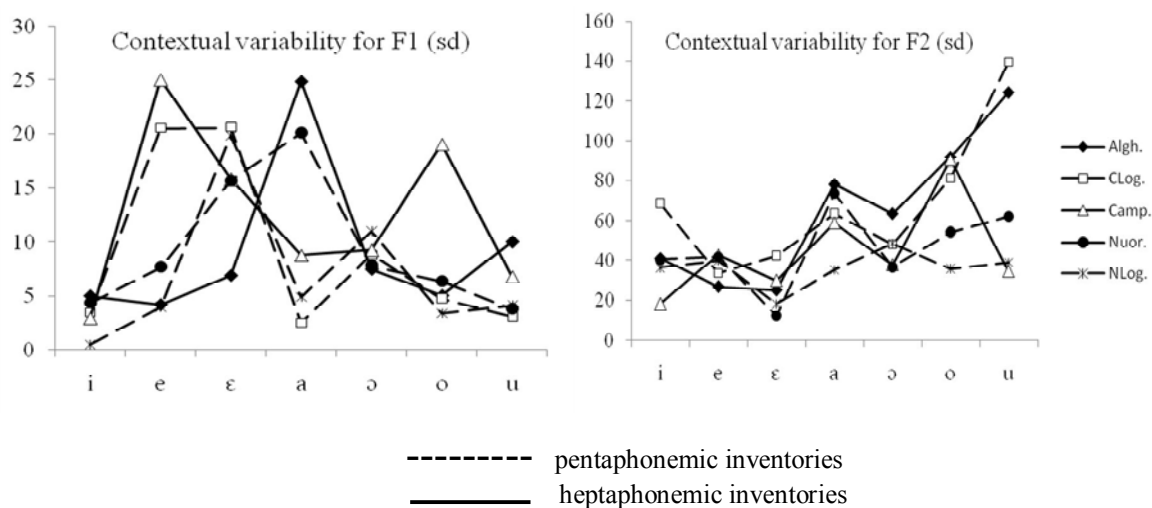 Contextual variability for F1 (sd)
30
25
20
15
10
5
0
i e ε a ɔ o u
Contextual variability for F2 (sd)
160
140
120
100
80
60
40
20
0
i e ε a ɔ o u
Algh.
CLog.
Camp.
Nuor.
NLog.
pentaphonemic inventories
heptaphonemic inventories